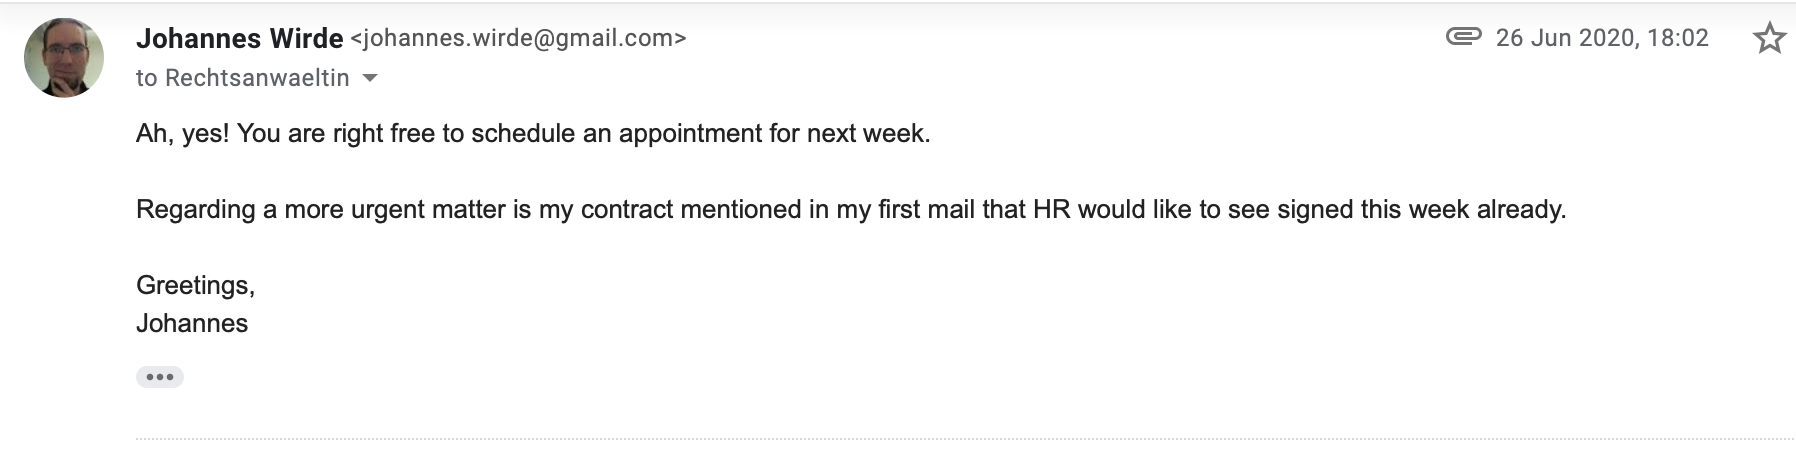 Johannes Wirde <johannes.wirde@gmail.com>
26 Jun 2020, 18:02
to Rechtsanwaeltin
Ah, yes! You are right free to schedule an appointment for next week.
Regarding a more urgent matter is my contract mentioned in my first mail that HR would like to see signed this week already.
Greetings,
Johannes